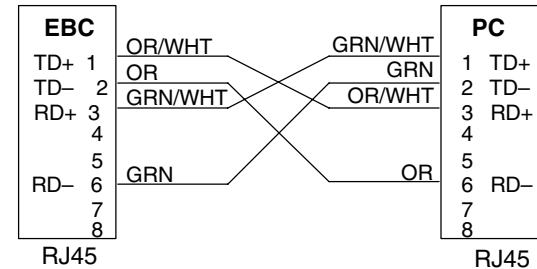 EBC
TD+ 1
TD– 2
RD+ 3
4
5
RD– 6
7
8
RJ45
OR/WHT
OR
GRN/WHT
GRN
GRN/WHT
GRN
OR/WHT
OR
PC
1 TD+
2 TD–
3 RD+
4
5
6 RD–
7
8
RJ45